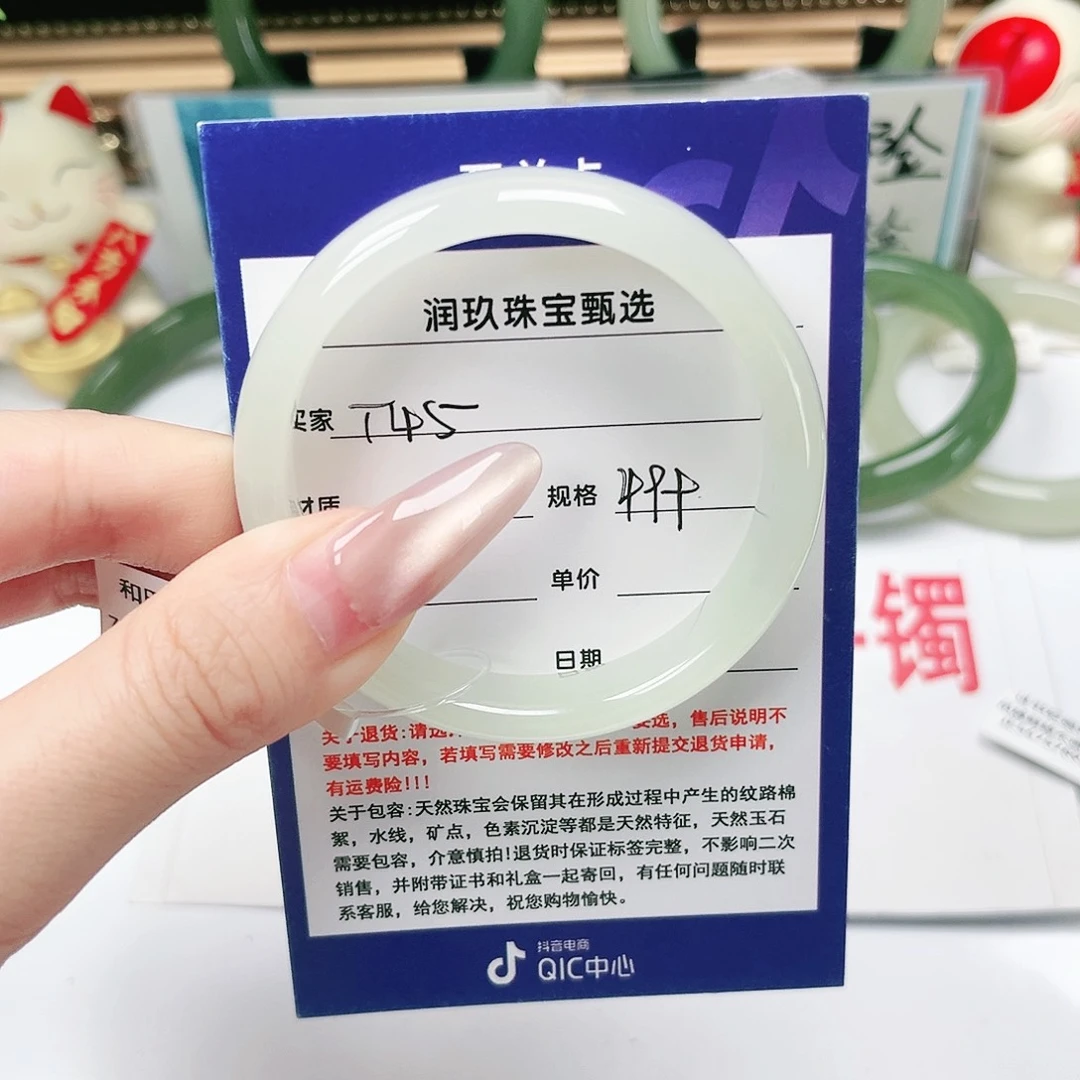 润玖珠宝甄选
买家 T45
材质 规格
单价
日期
关于退货:请选 妥选，售后说明不
要填写内容，若填写需要修改之后重新提交退货申请，
有运费险!!!
关于包容:天然珠宝会保留其在形成过程中产生的纹路棉
絮，水线，矿点，色素沉淀等都是天然特征，天然玉石
需要包容，介意慎拍!退货时保证标签完整，不影响二次
销售，并附带证书和礼盒一起寄回，有任何问题随时联
系客服，给您解决，祝您购物愉快。
抖音电商
QIC中心
险
镯
和田